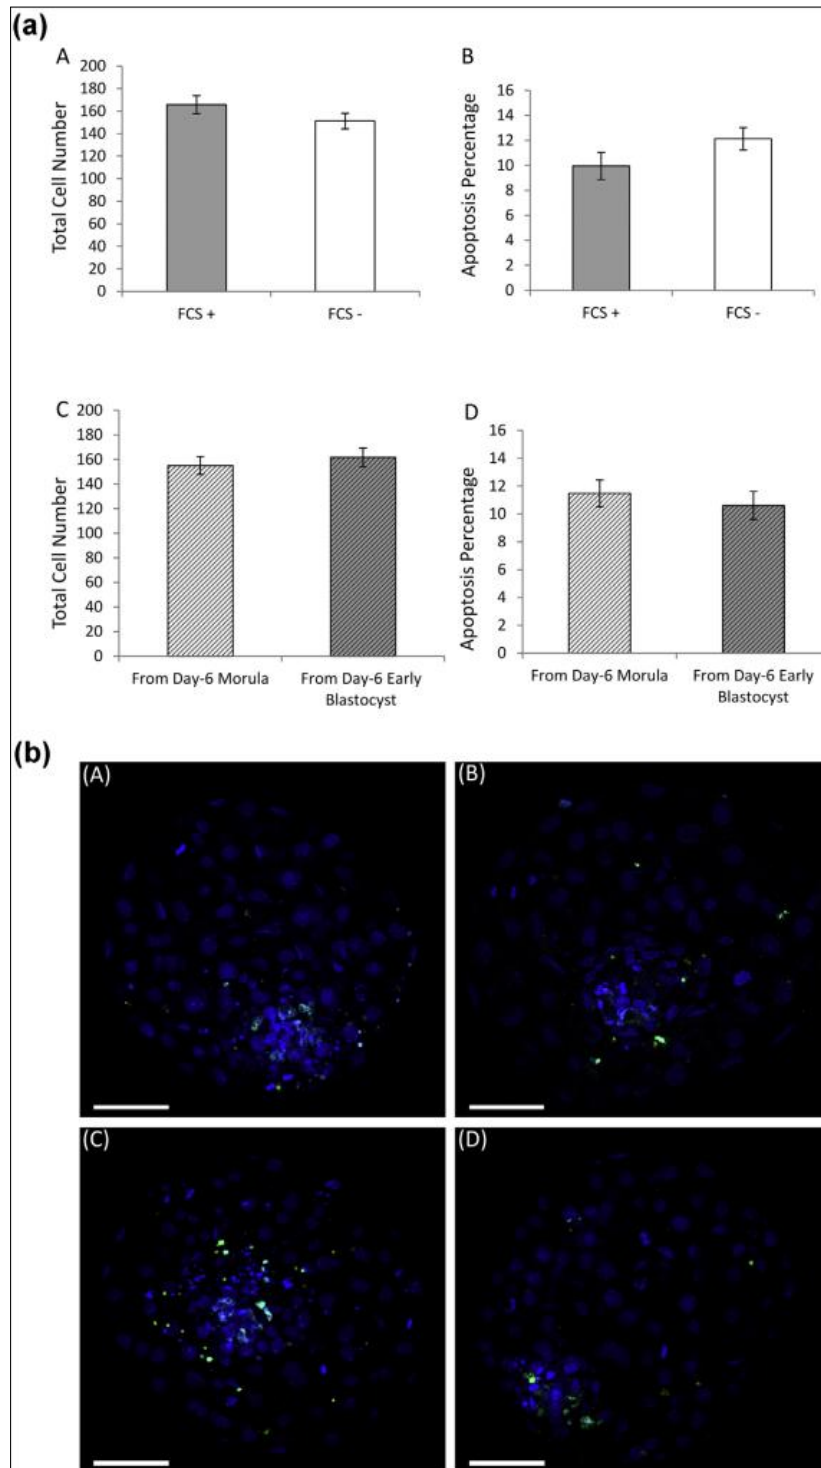 (a)
A
200
180
160
140
120
100
80
60
40
20
0
Total Cell Number
FCS +
FCS -
B
16
14
12
10
8
6
4
2
0
Apoptosis Percentage
FCS +
FCS -
C
200
180
160
140
120
100
80
60
40
20
0
Total Cell Number
From Day-6 Morula
From Day-6 Early
Blastocyst
D
16
14
12
10
8
6
4
2
0
Apoptosis Percentage
From Day-6 Morula
From Day-6 Early
Blastocyst
(b)
(A)
(B)
(C)
(D)